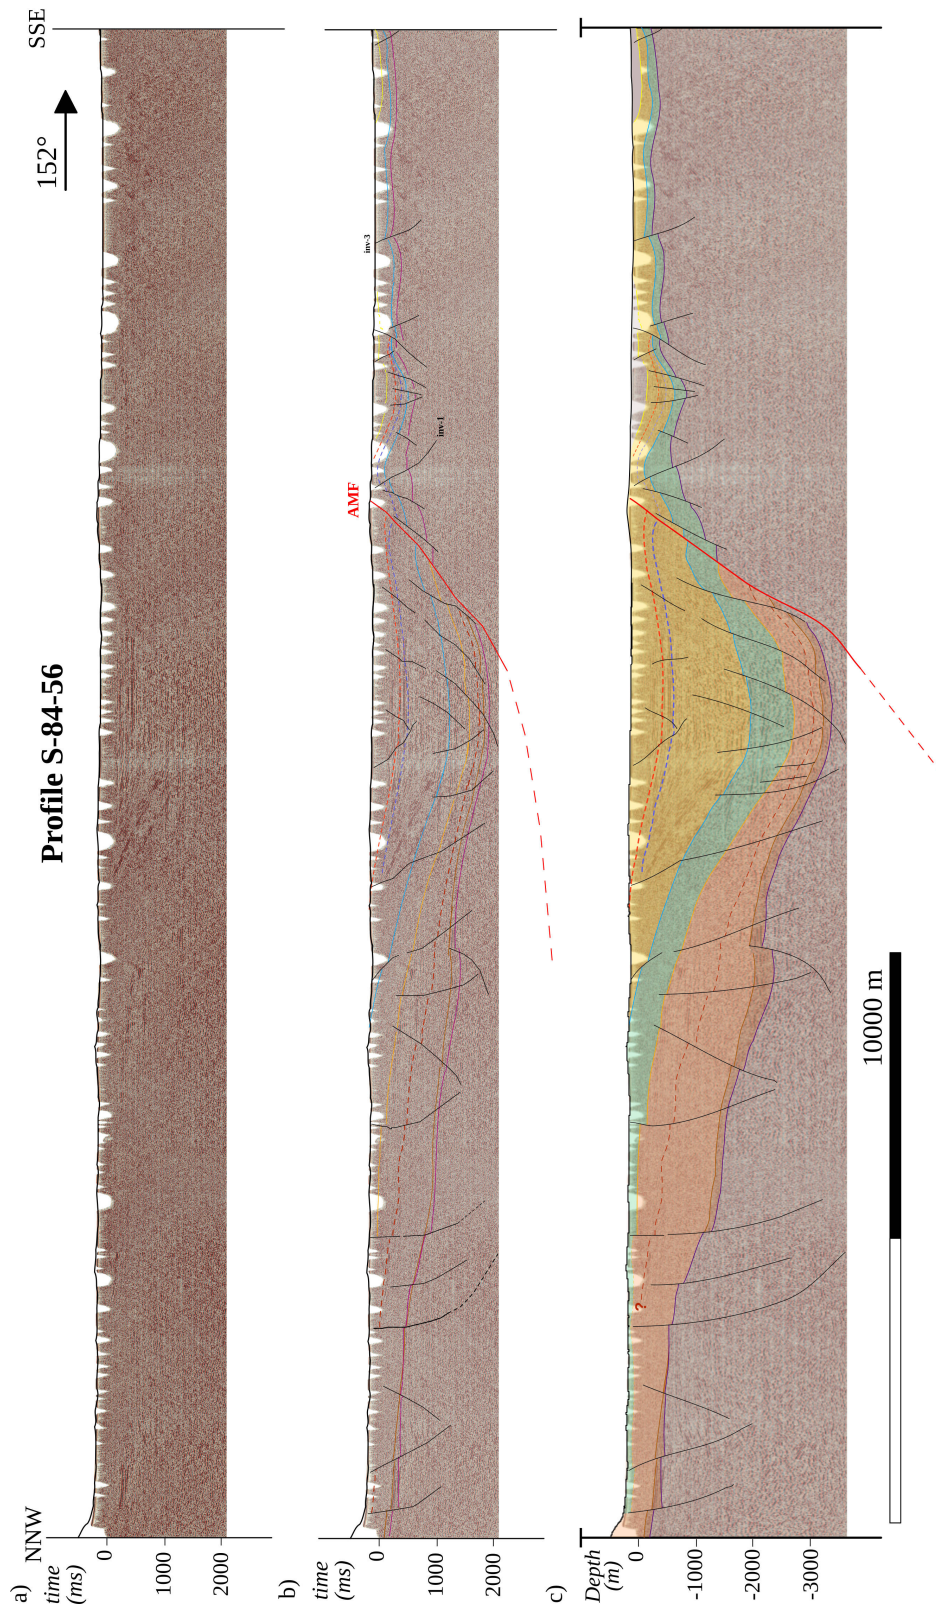 Profile S-84-56
a)
NNW
SSE
152°
time
(ms)
0
1000
2000
b)
time
(ms)
0
1000
2000
AMF
inv-1
inv-3
c)
Depth
(m)
0
-1000
-2000
-3000
?
10000 m